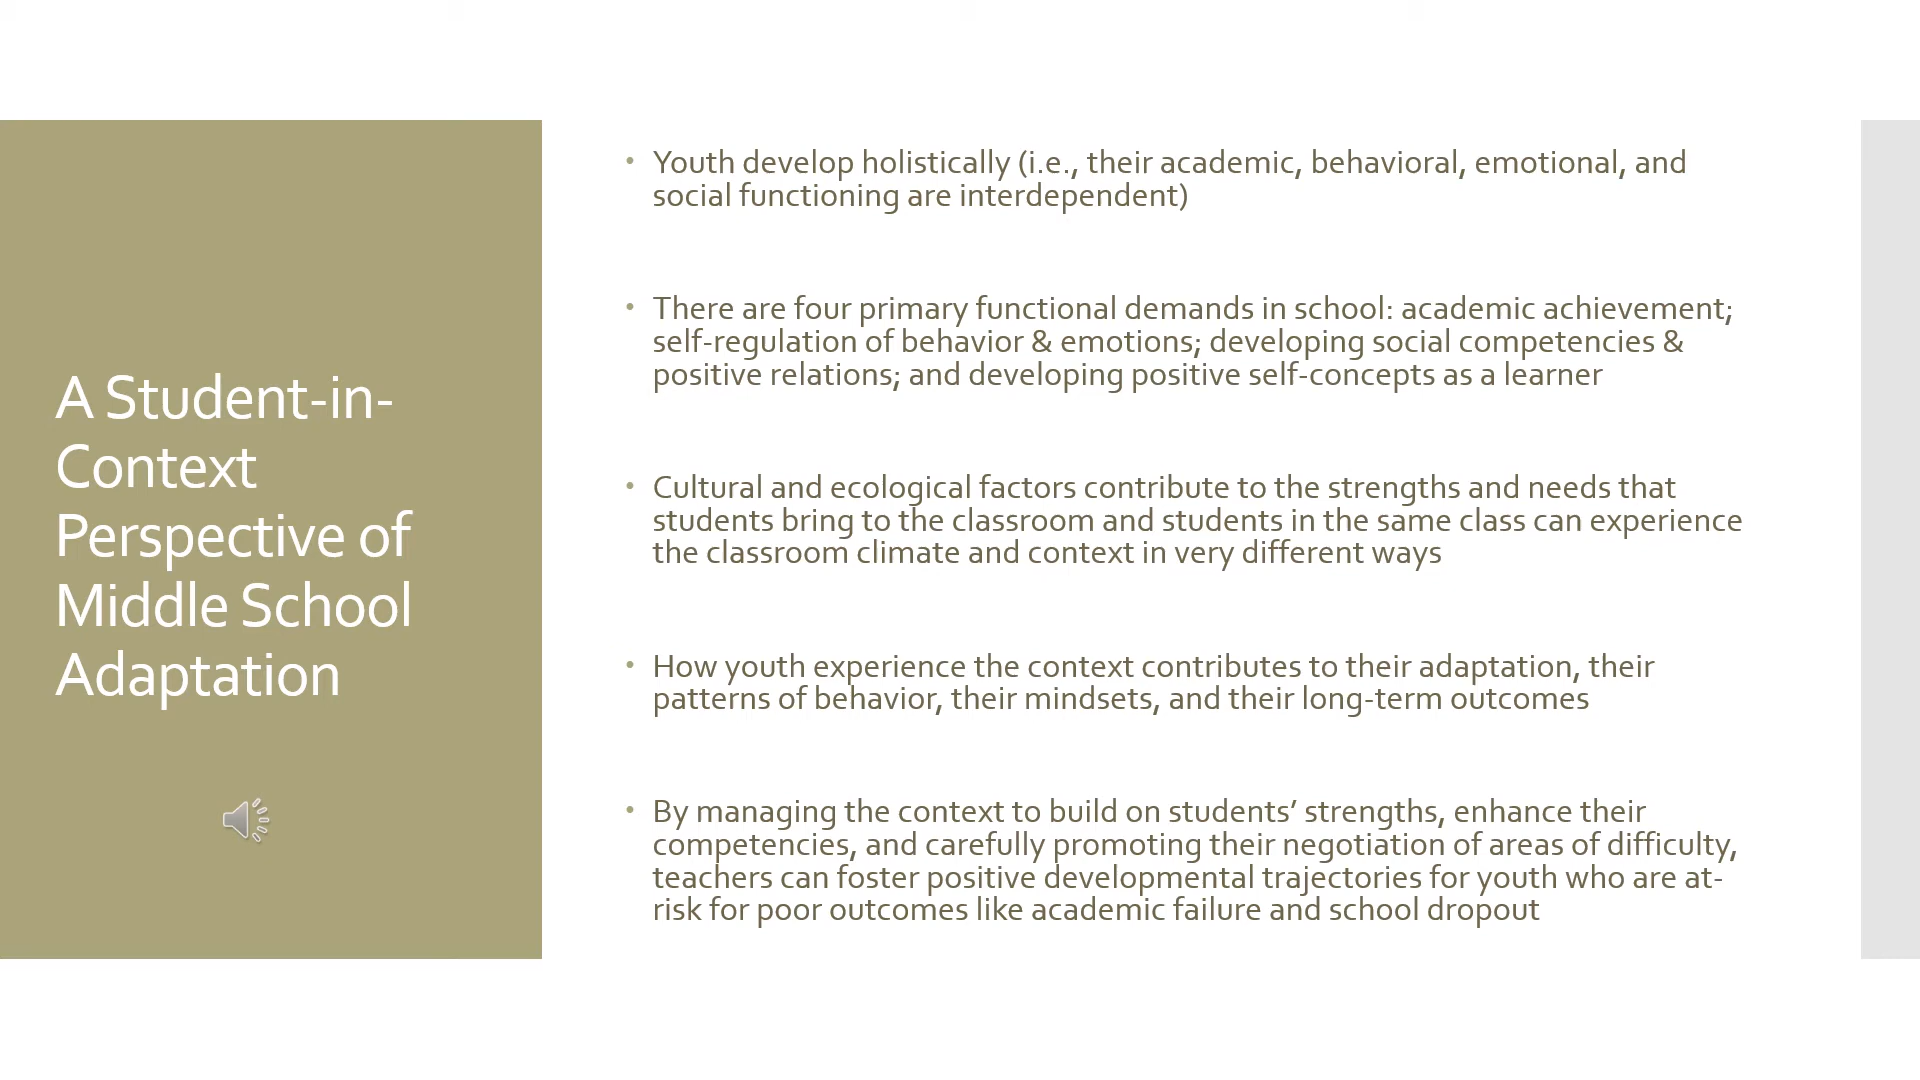 A Student-in-
Context
Perspective of
Middle School
Adaptation
• Youth develop holistically (i.e., their academic, behavioral, emotional, and
social functioning are interdependent)
• There are four primary functional demands in school: academic achievement;
self-regulation of behavior & emotions; developing social competencies &
positive relations; and developing positive self-concepts as a learner
• Cultural and ecological factors contribute to the strengths and needs that
students bring to the classroom and students in the same class can experience
the classroom climate and context in very different ways
• How youth experience the context contributes to their adaptation, their
patterns of behavior, their mindsets, and their long-term outcomes
• By managing the context to build on students’ strengths, enhance their
competencies, and carefully promoting their negotiation of areas of difficulty,
teachers can foster positive developmental trajectories for youth who are at-
risk for poor outcomes like academic failure and school dropout